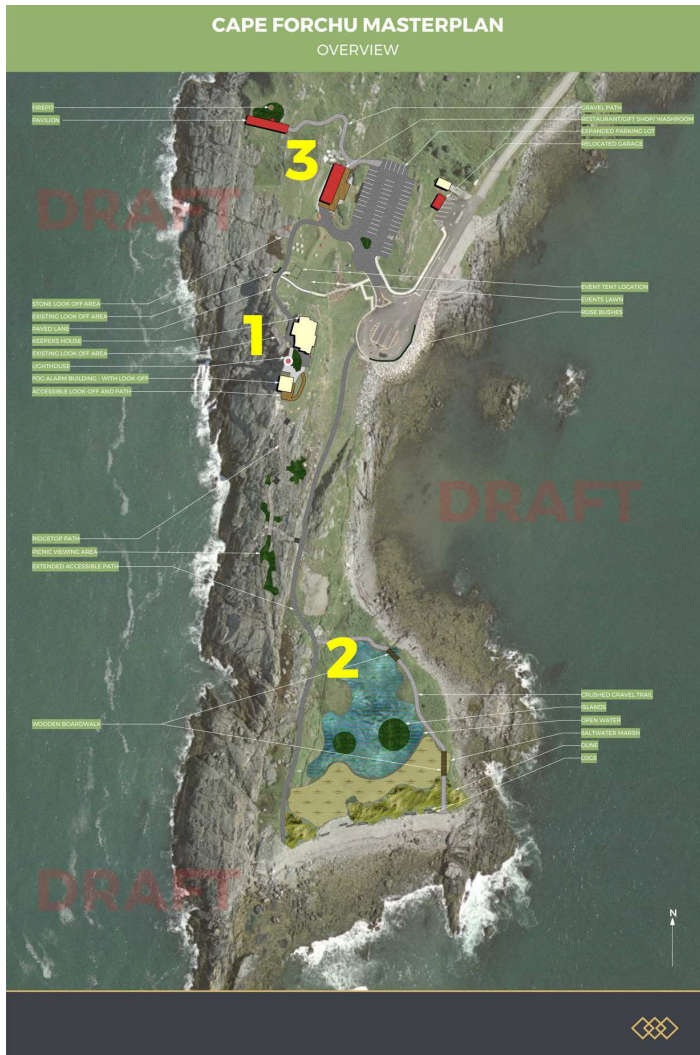 CAPE FORCHU MASTERPLAN
OVERVIEW
FIREPIT
PAVILION
GRAVEL PATH
RESTAURANT/GIFT SHOP/ WASHROOM
EXPANDED PARKING LOT
RELOCATED GARAGE
3
DRAFT
STONE LOOK OFF AREA
EXISTING LOOK OFF AREA
PAVED LANE
KEEPERS HOUSE
EXISTING LOOK OFF AREA
LIGHTHOUSE
FOG ALARM BUILDING - WITH LOOK OFF
ACCESSIBLE LOOK-OFF AND PATH
1
EVENT TENT LOCATION
EVENTS LAWN
ROSE BUSHES
DRAFT
RIDGETOP PATH
PICNIC VIEWING AREA
EXTENDED ACCESSIBLE PATH
2
WOODEN BOARDWALK
CRUSHED GRAVEL TRAIL
ISLANDS
OPEN WATER
SALTWATER MARSH
DUNE
LOGS
DRAFT
N